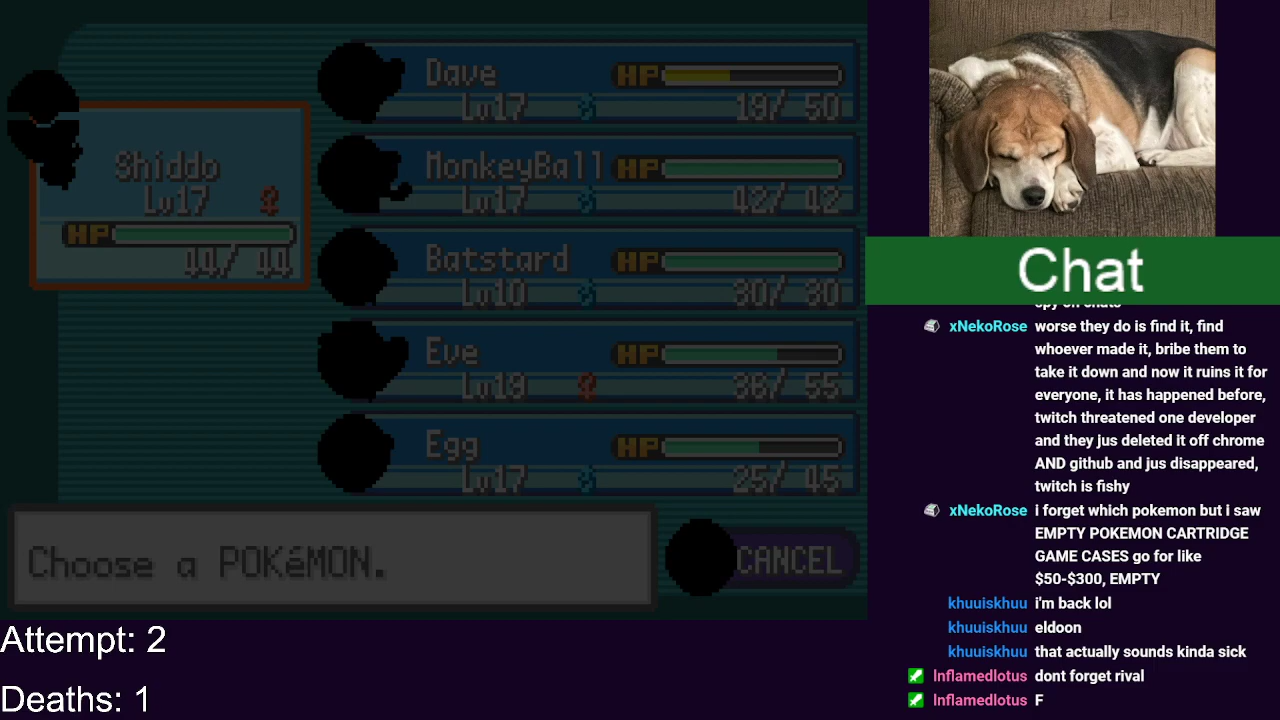 Shiddo
Lv17 ♀
HP
44/ 44
Dave HP
Lv17 ♂ 19/ 50
MonkeyBall HP
Lv17 ♂ 42/ 42
Batstard HP
Lv10 ♂ 30/ 30
Eve HP
♀ 55
Egg HP
Lv17 ♂ 25/ 45
Choose a POKéMON.
CANCEL
Attempt: 2
Deaths: 1
Chat
spy on chats
xNekoRose worse they do is find it, find
whoever made it, bribe them to
take it down and now it ruins it for
everyone, it has happened before,
twitch threatened one developer
and they jus deleted it off chrome
AND github and jus disappeared,
twitch is fishy
xNekoRose i forget which pokemon but i saw
EMPTY POKEMON CARTRIDGE
GAME CASES go for like
$50-$300, EMPTY
khuuiskhuu i'm back lol
khuuiskhuu eldoon
khuuiskhuu that actually sounds kinda sick
Inflamedlotus dont forget rival
Inflamedlotus F